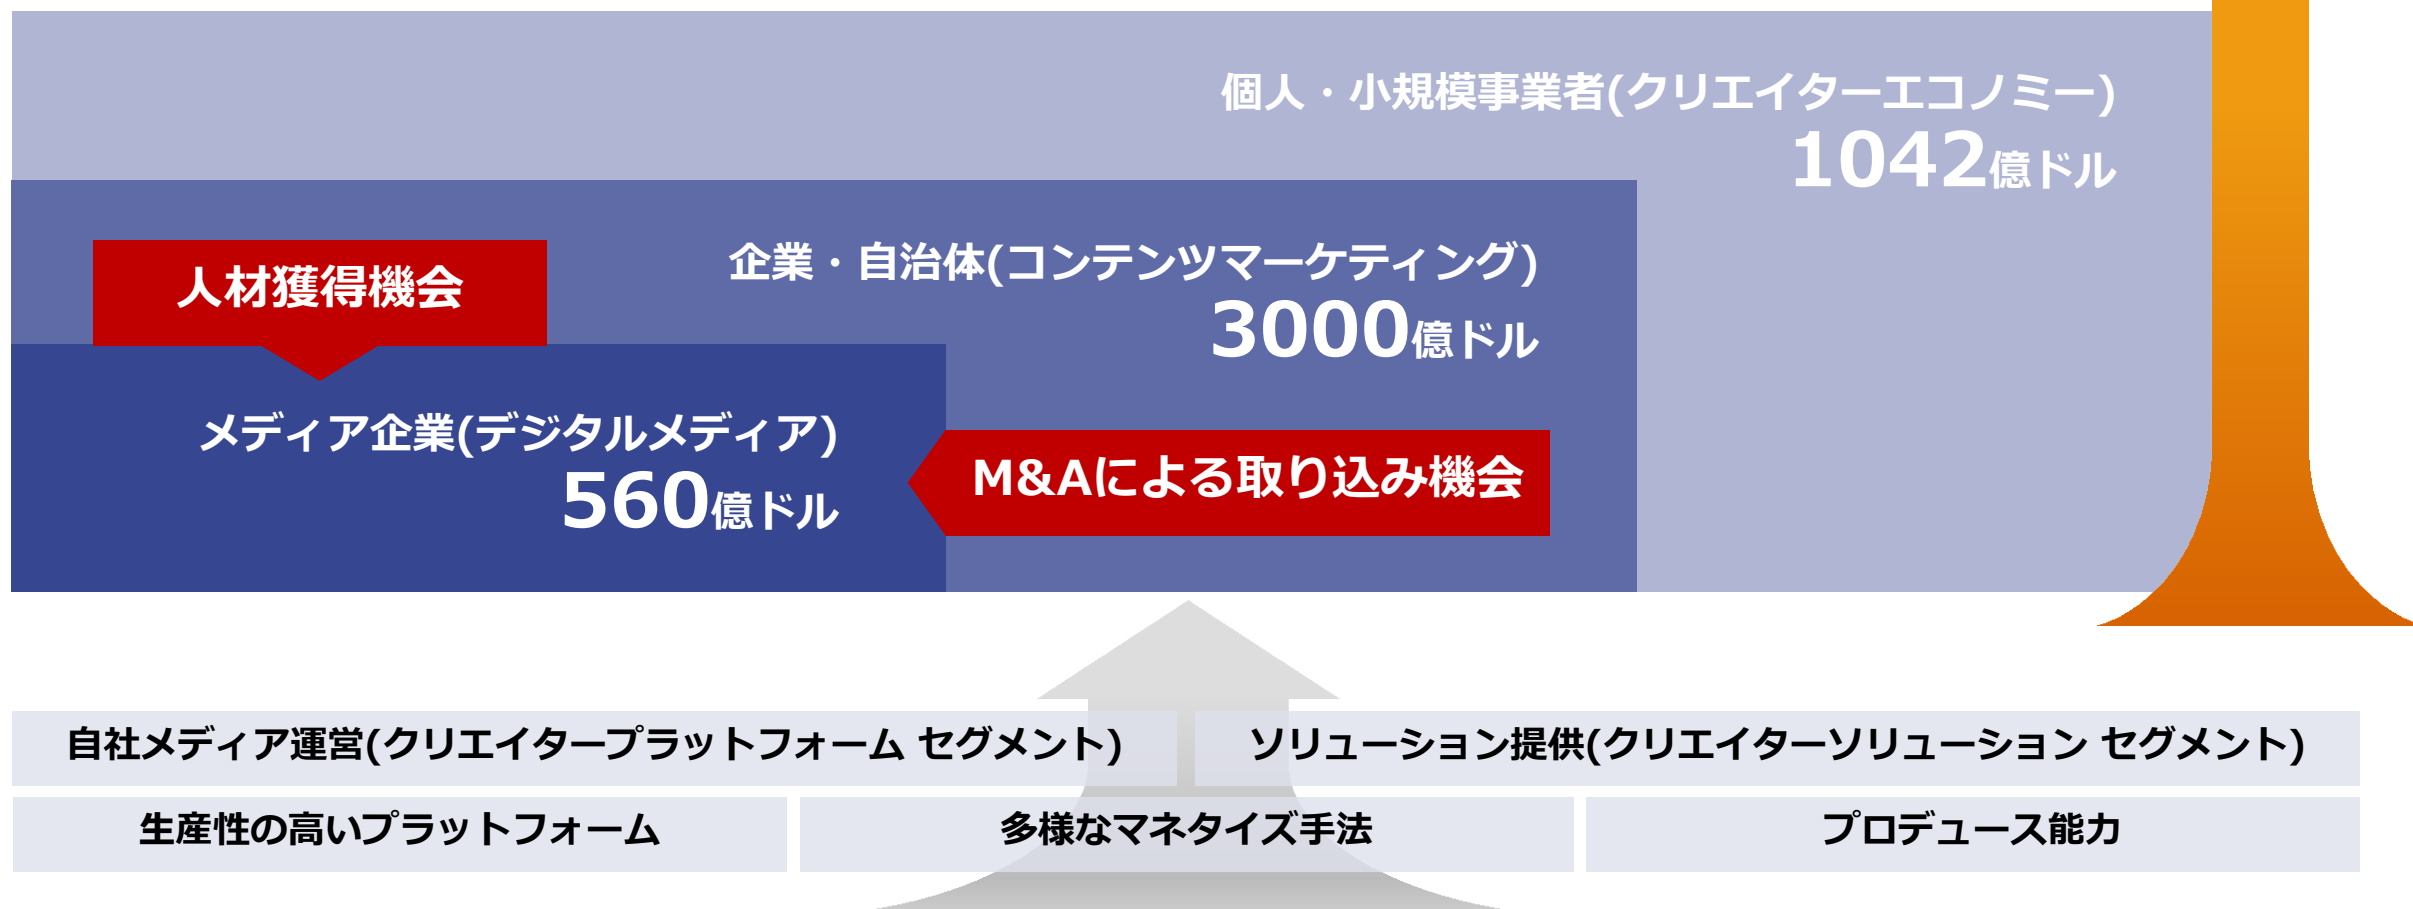 個人・小規模事業者(クリエイターエコノミー)
1042億ドル
企業・自治体(コンテンツマーケティング)
3000億ドル
人材獲得機会
メディア企業(デジタルメディア)
560億ドル
M&Aによる取り込み機会
自社メディア運営(クリエイタープラットフォーム セグメント)
ソリューション提供(クリエイターソリューション セグメント)
生産性の高いプラットフォーム
多様なマネタイズ手法
プロデュース能力